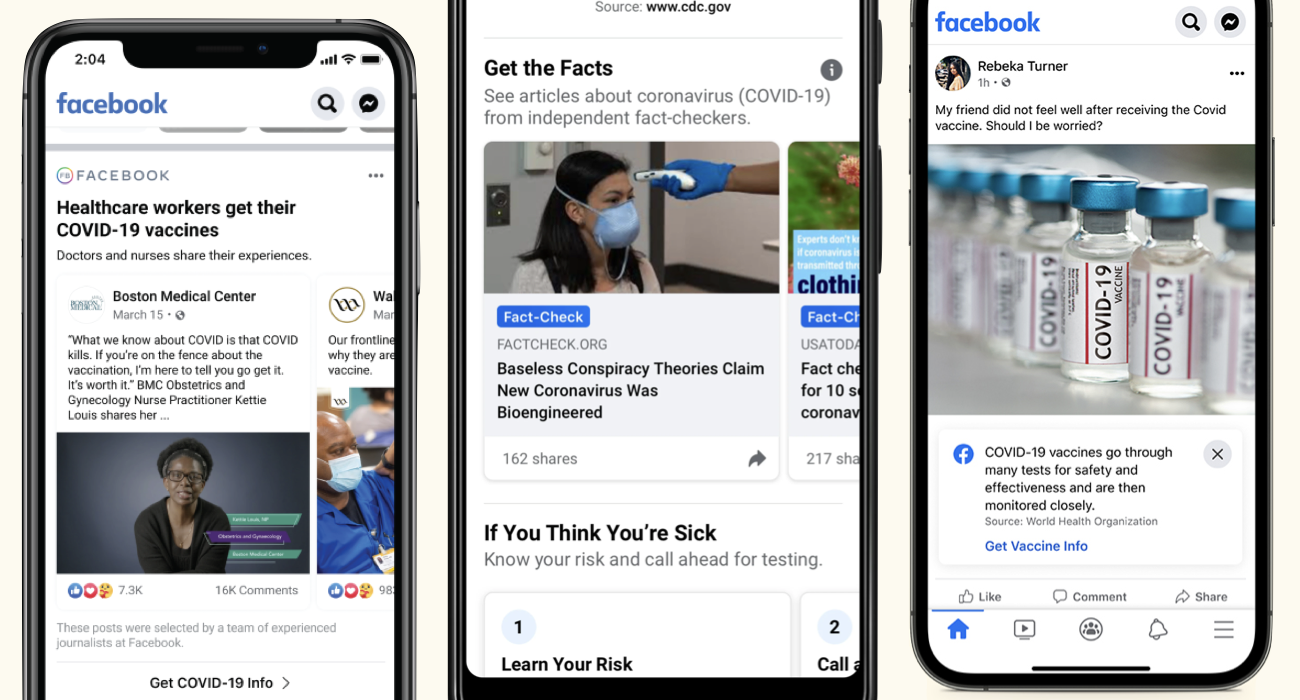 2:04
facebook
FACEBOOK
Healthcare workers get their
COVID-19 vaccines
Doctors and nurses share their experiences.
Boston Medical Center
March 15
"What we know about COVID is that COVID
kills. If you're on the fence about the
vaccination, I'm here to tell you go get it.
It's worth it." BMC Obstetrics and
Gynecology Nurse Practitioner Kettie
Louis shares her ...
Kettie Louis, NP
Obstetrics and Gynecology
Boston Medical Center
7.3K
16K Comments
Wal
Mar
Our frontline
why they are
vaccine.
98
These posts were selected by a team of experienced
journalists at Facebook.
Get COVID-19 Info
Source: www.cdc.gov
Get the Facts
See articles about coronavirus (COVID-19)
from independent fact-checkers.
Fact-Check
FACTCHECK.ORG
Baseless Conspiracy Theories Claim
New Coronavirus Was
Bioengineered
162 shares
Experts don't k
if coronavirus is
transmitted thr
clothin
Fact-Ch
USATODA
Fact che
for 10 s
coronav
217 sha
If You Think You're Sick
Know your risk and call ahead for testing.
1
Learn Your Risk
2
Call a
facebook
Rebeka Turner
1h
My friend did not feel well after receiving the Covid
vaccine. Should I be worried?
COVID-19
VACCINE
COVID-19
VACCINE
COVID-19
COVID-19 vaccines go through
many tests for safety and
effectiveness and are then
monitored closely.
Source: World Health Organization
Get Vaccine Info
Like
Comment
Share